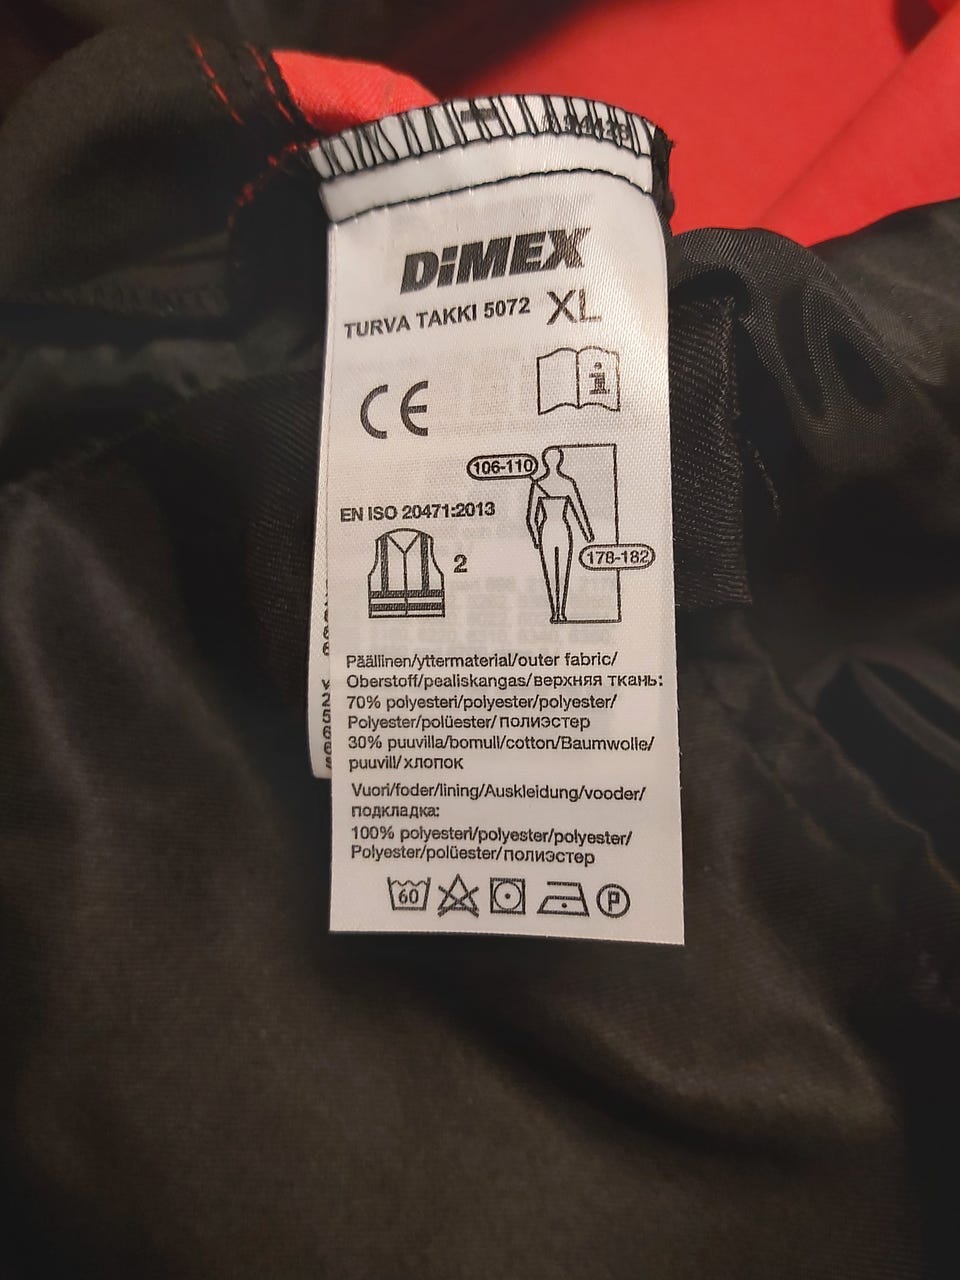 DiMEX
TURVA TAKKI 5072 XL
CE
i
106-110
EN ISO 20471:2013
178-182
2
Päällinen/yttermaterial/outer fabric/
Oberstoff/pealiskangas/верхняя ткань:
70% polyesteri/polyester/polyester/
Polyester/polüester/полиэстер
30% puuvilla/bomull/cotton/Baumwolle/
puuvill/хлопок
Vuori/foder/lining/Auskleidung/vooder/
подкладка:
100% polyesteri/polyester/polyester/
Polyester/polüester/полиэстер
60
P